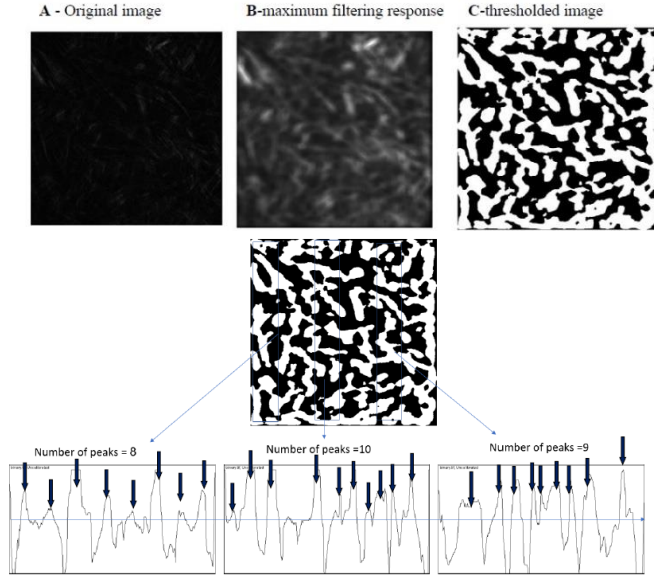 A - Original image
B-maximum filtering response
C-thresholded image
Number of peaks = 8
Number of peaks =10
Number of peaks =9